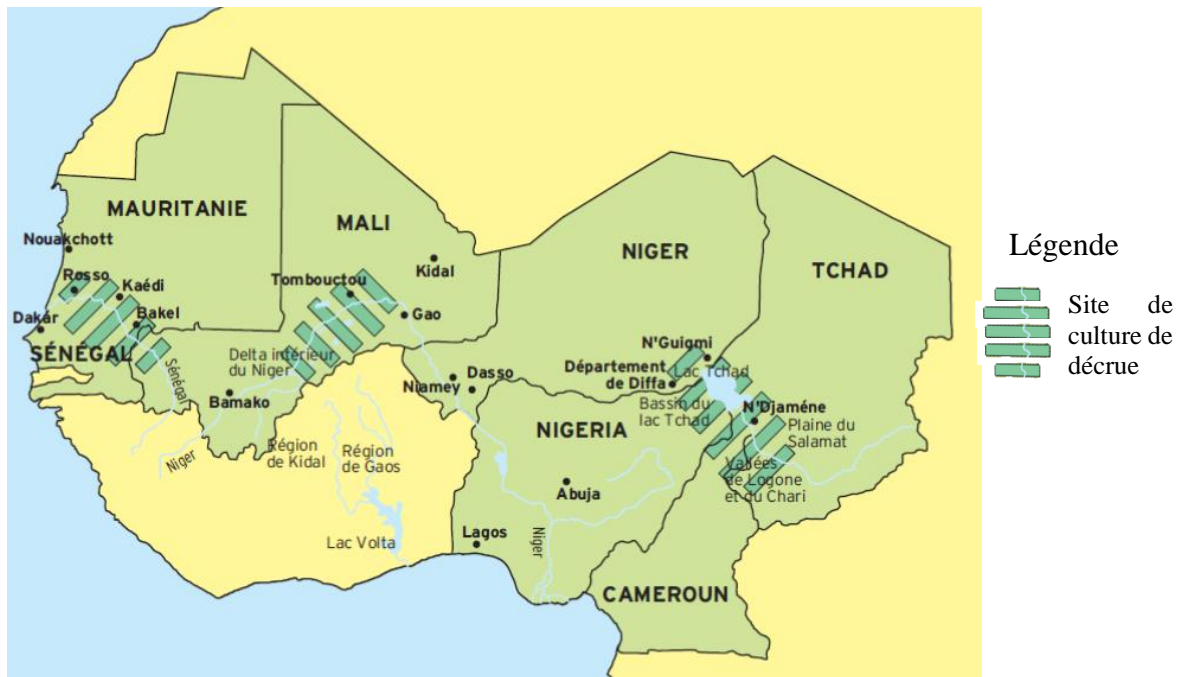 MAURITANIE
MALI
NIGER
TCHAD
Nouakchott
Rosso
Kaédi
Bakel
Dakár
SÉNÉGAL
Sénégal
Tombouctou
Kidal
Gao
Delta intérieur
du Niger
Bamako
Niger
Région
de Kidal
Région
de Gaos
Lac Volta
Niamey
Dasso
N'Guigmi
Lac Tchad
Département
de Diffa
Bassin du
lac Tchad
N'Djaméne
Plaine du
Salamat
Vallées
de Logone
et du Chari
NIGERIA
Abuja
Lagos
Niger
CAMEROUN
Légende
Site de
culture de
décrue